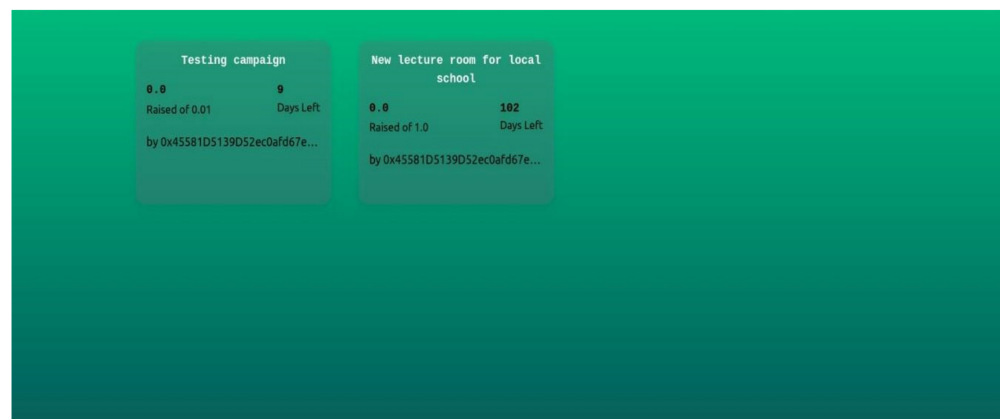 Testing campaign
0.0 9
Raised of 0.01 Days Left
by 0x45581D5139D52ec0afd67e...
New lecture room for local
school
0.0 102
Raised of 1.0 Days Left
by 0x45581D5139D52ec0afd67e...